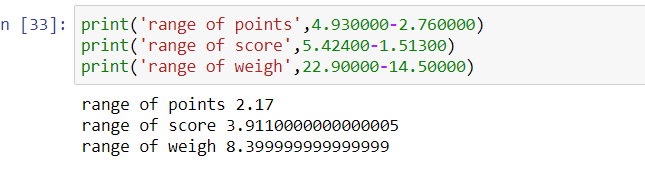 n [33]: print('range of points',4.930000-2.760000)
print('range of score',5.42400-1.51300)
print('range of weigh',22.90000-14.50000)
range of points 2.17
range of score 3.9110000000000005
range of weigh 8.399999999999999